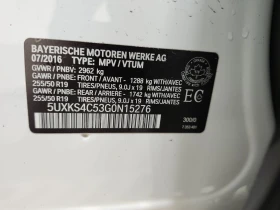 BAYERISCHE MOTOREN WERKE AG
07/2016 TYPE: MPV / VTUM
GVWR / PNBV: 2962 kg
GAWR / PNBE: FRONT / AVANT - 1288 kg WITH/AVEC
255/50 R19 TIRES/PNEUS, 9.0J x 19 RIMS/JANTES,
GAWR / PNBE: REAR / ARRIERE - 1742 kg WITH/AVEC
255/50 R19 TIRES/PNEUS, 9.0J x 19 RIMS/JANTES,
EC
5UXKS4C53G0N15276
300/0